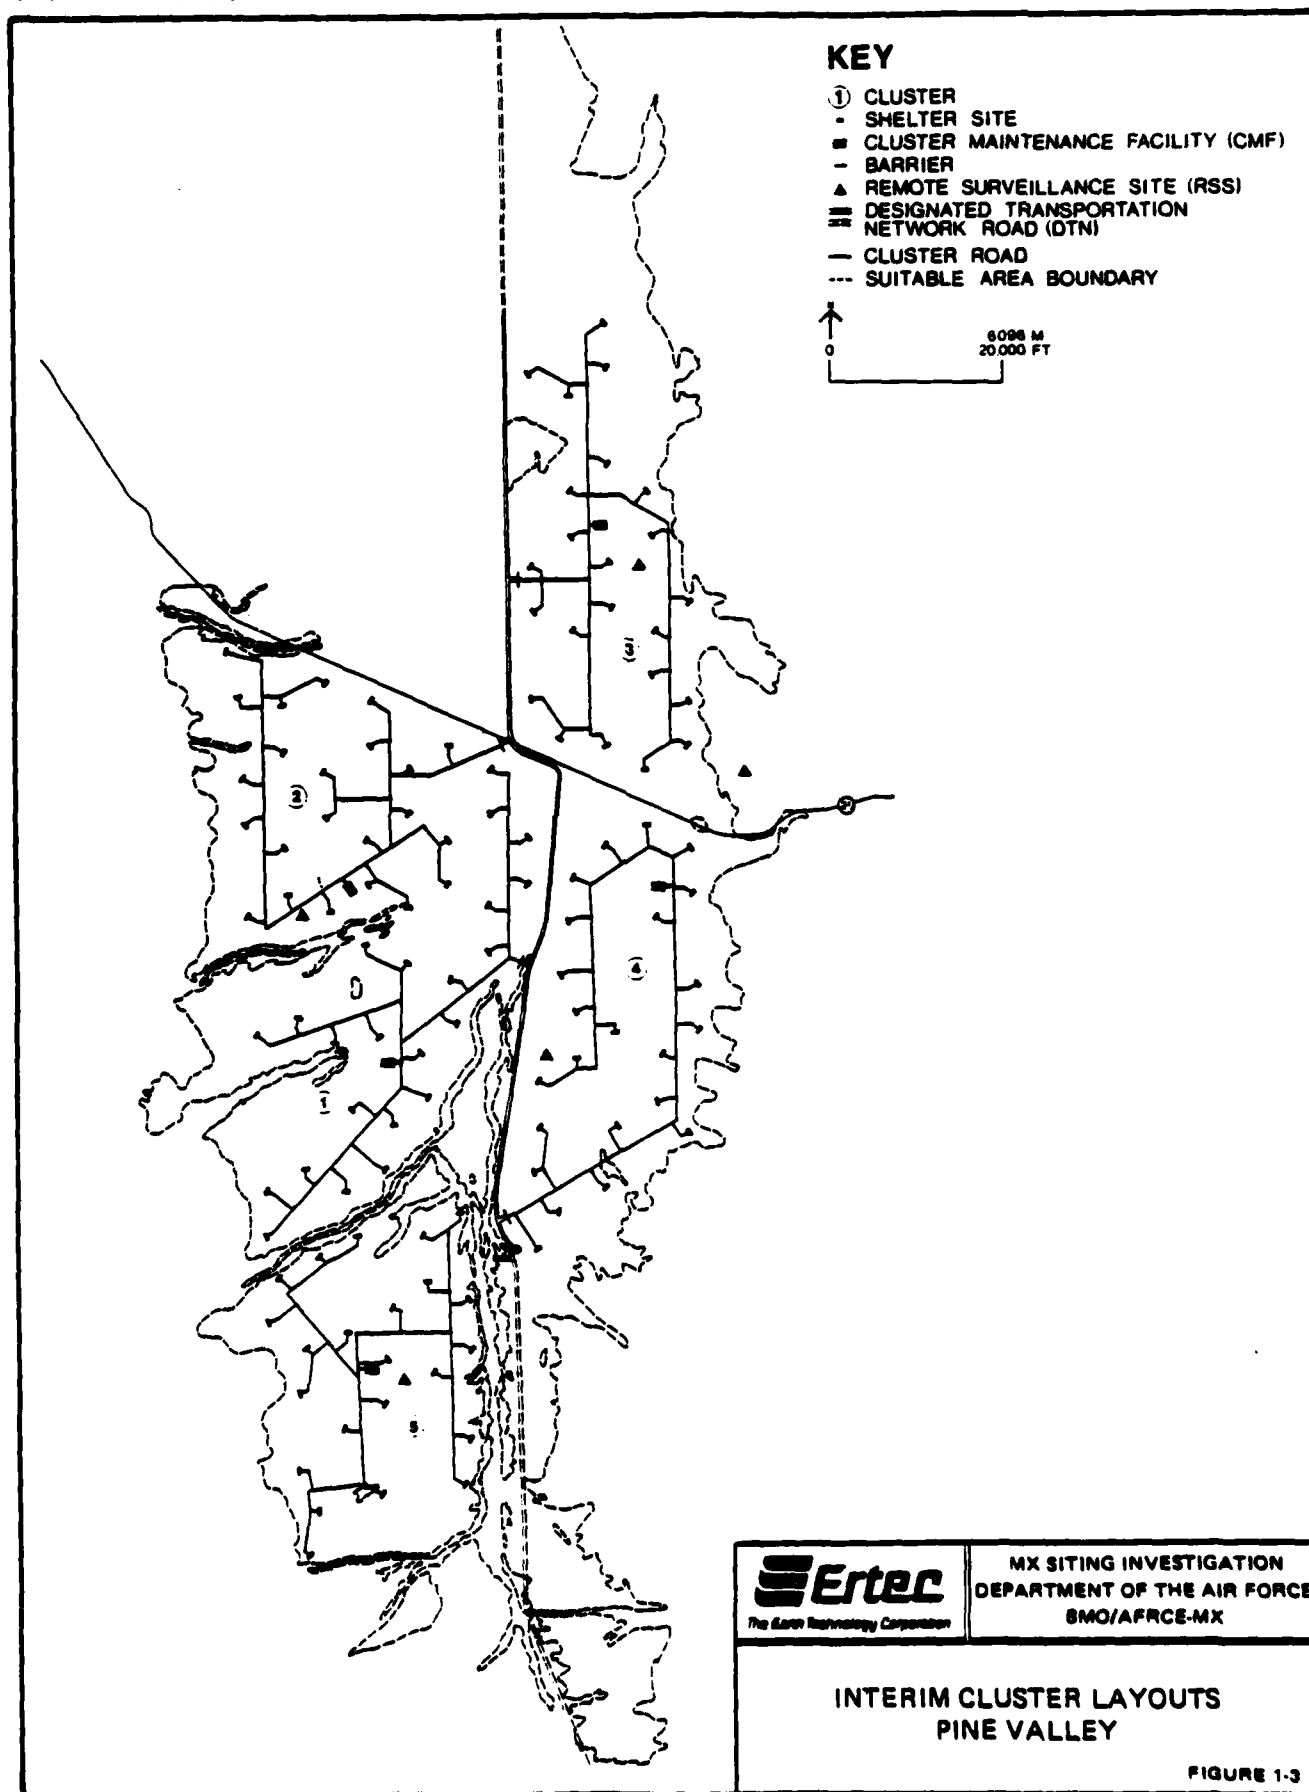 KEY
1 CLUSTER
SHELTER SITE
CLUSTER MAINTENANCE FACILITY (CMF)
BARRIER
REMOTE SURVEILLANCE SITE (RSS)
DESIGNATED TRANSPORTATION
NETWORK ROAD (DTN)
CLUSTER ROAD
SUITABLE AREA BOUNDARY
N
0
6096 M
20,000 FT
3
2
4
1
5
Ertec
The Earth Technology Corporation
MX SITING INVESTIGATION
DEPARTMENT OF THE AIR FORCE
BMO/AFRCE-MX
INTERIM CLUSTER LAYOUTS
PINE VALLEY
FIGURE 1-3